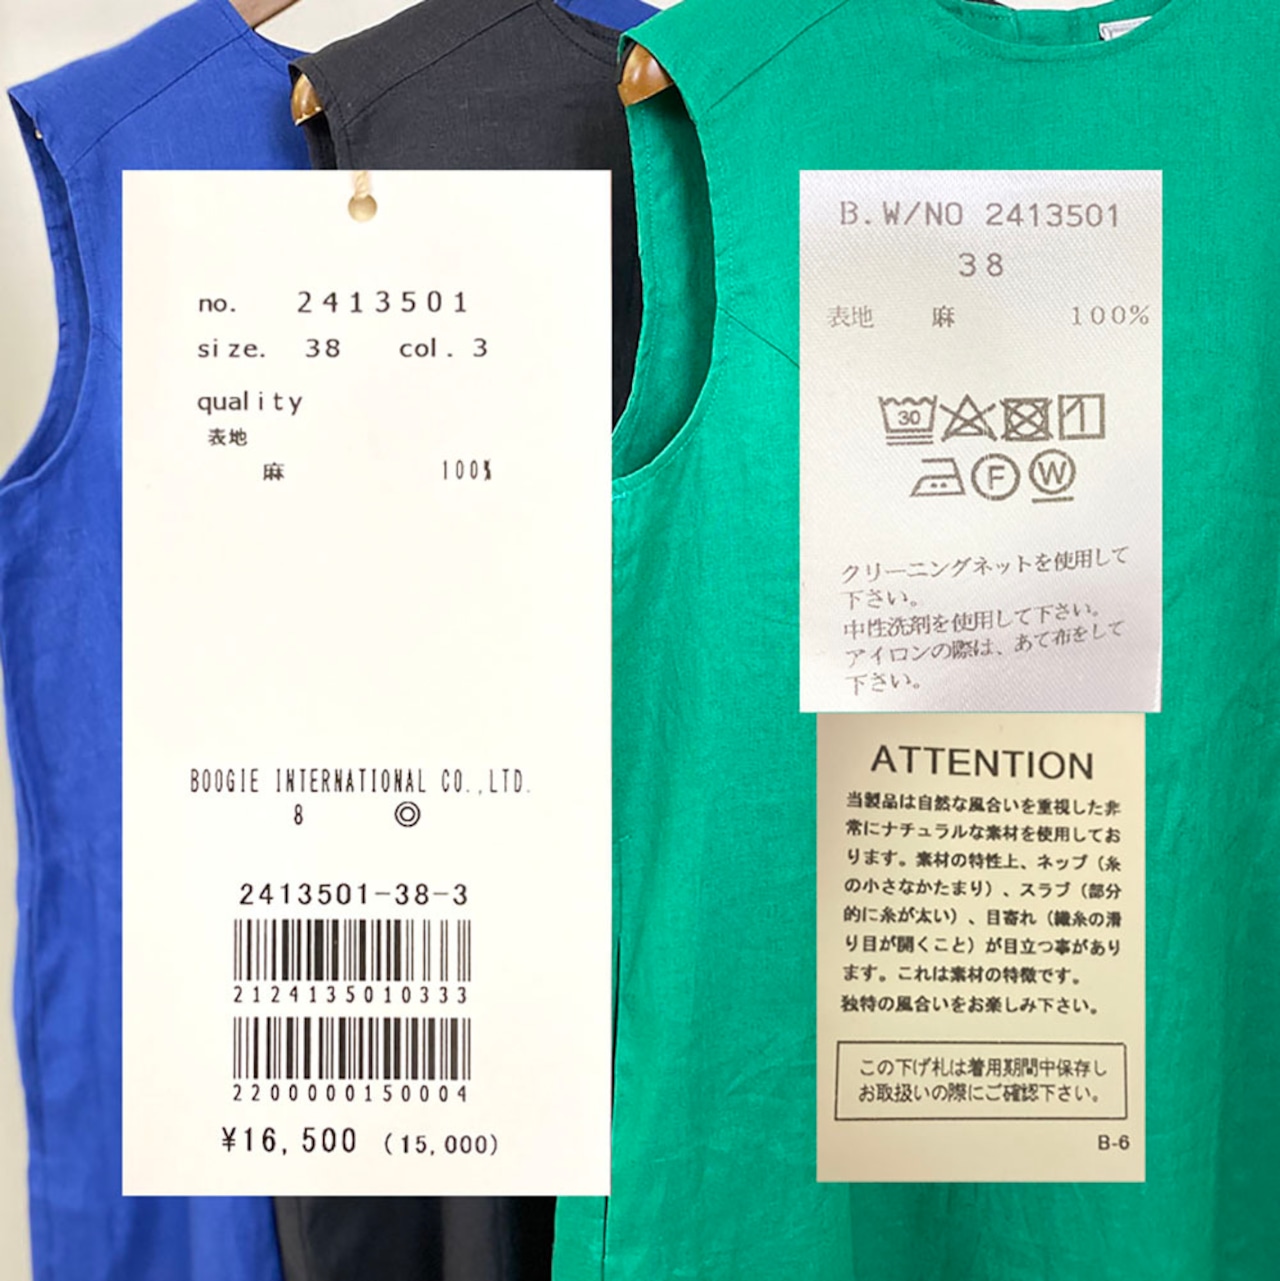 no. 2413501
size. 38 col. 3
quality
表地
麻 100%
BOOGIE INTERNATIONAL CO.,LTD.
8 ◎
2413501-38-3
2124135010333
2200000150004
¥16,500 (15,000)
B.W/NO 2413501
38
表地 麻 100%
30
F W
クリーニングネットを使用して
下さい。
中性洗剤を使用して下さい。
アイロンの際は、あて布をして
下さい。
ATTENTION
当製品は自然な風合いを重視した非
常にナチュラルな素材を使用してお
ります。素材の特性上、ネップ（糸
の小さなかたまり）、スラブ（部分
的に糸が太い）、目寄れ（織糸の滑
り目が開くこと）が目立つ事があり
ます。これは素材の特徴です。
独特の風合いをお楽しみ下さい。
この下げ札は着用期間中保存し
お取扱いの際にご確認下さい。
B-6